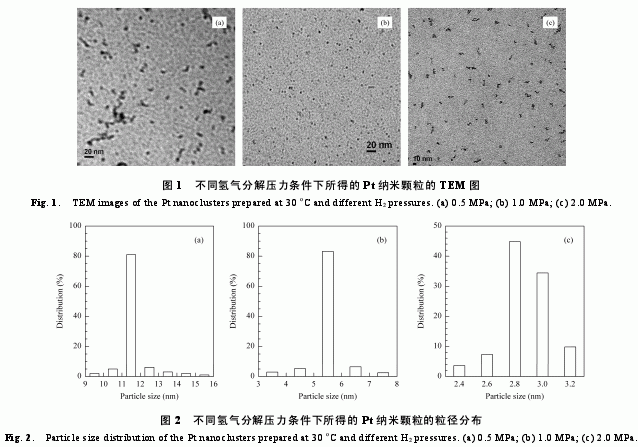 (a) (b) (c)
20 nm 20 nm 10 nm
图 1 不同氢气分解压力条件下所得的 Pt 纳米颗粒的 TEM 图
Fig. 1. TEM images of the Pt nanoclusters prepared at 30 °C and different H₂ pressures. (a) 0.5 MPa; (b) 1.0 MPa; (c) 2.0 MPa.
100 80 60 40 20 0
Distribution (%)
(a)
9 10 11 12 13 14 15 16
Particle size (nm)
100 80 60 40 20 0
Distribution (%)
(b)
3 4 5 6 7 8
Particle size (nm)
50 40 30 20 10 0
Distribution (%)
(c)
2.4 2.6 2.8 3.0 3.2
Particle size (nm)
图 2 不同氢气分解压力条件下所得的 Pt 纳米颗粒的粒径分布
Fig. 2. Particle size distribution of the Pt nanoclusters prepared at 30 °C and different H₂ pressures. (a) 0.5 MPa; (b) 1.0 MPa; (c) 2.0 MPa.